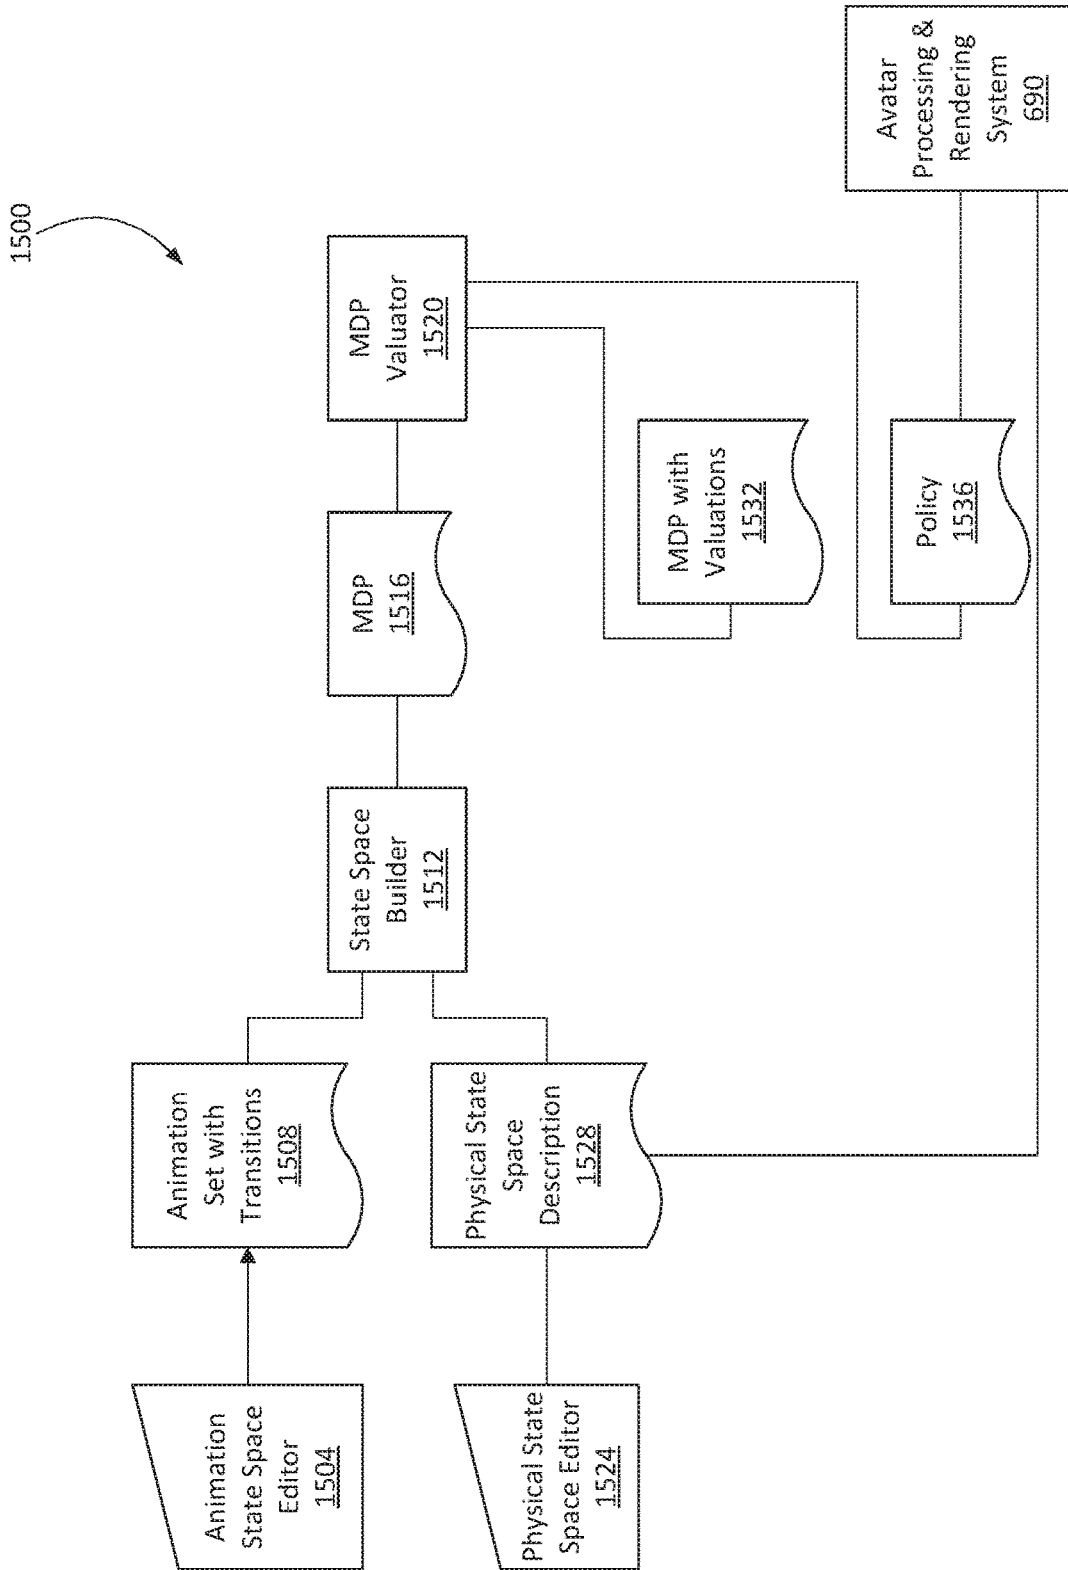 1500
Animation
State Space
Editor
1504
Animation
Set with
Transitions
1508
State Space
Builder
1512
MDP
1516
MDP
Valuator
1520
Physical State
Space Editor
1524
Physical State
Space
Description
1528
MDP with
Valuations
1532
Policy
1536
Avatar
Processing &
Rendering
System
690